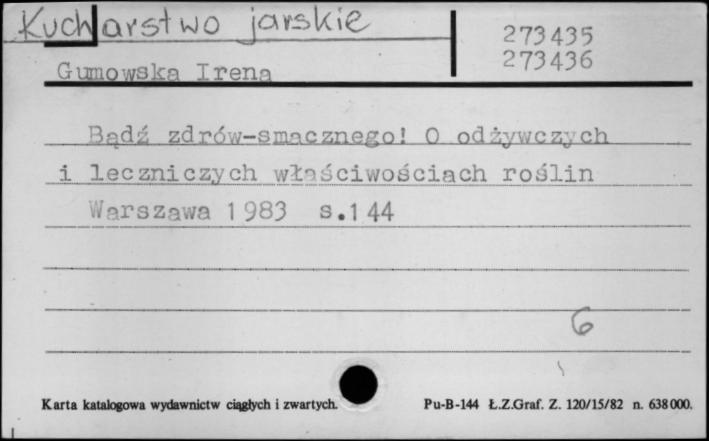 Kucharstwo jarskie
273435
273436
Gumowska Irena
Bądź zdrów-smacznego! O odżywczych
i leczniczych właściwościach roślin
Warszawa 1983 s.144
6
Karta katalogowa wydawnictw ciągłych i zwartych.
Pu-B-144 Ł.Z.Graf. Z. 120/15/82 n. 638000.